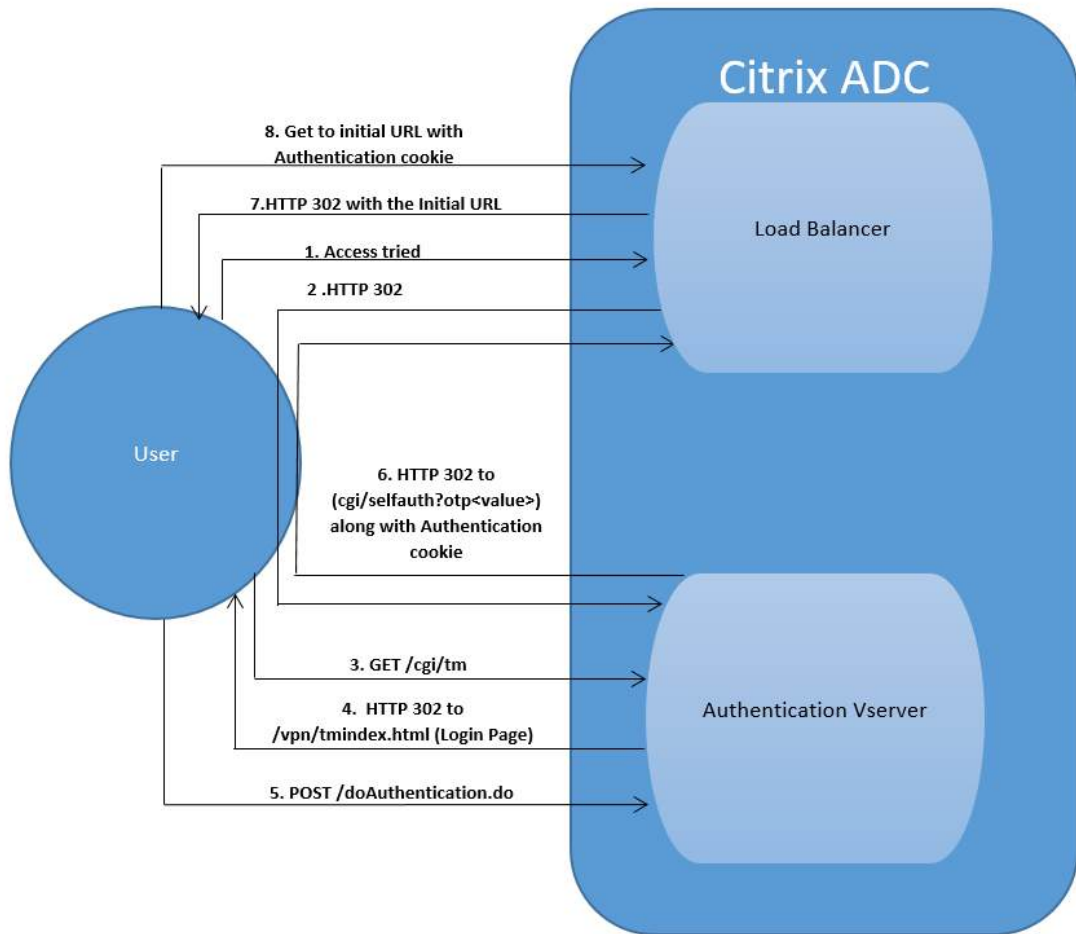 Citrix ADC
8. Get to initial URL with
Authentication cookie
7.HTTP 302 with the Initial URL
Load Balancer
1. Access tried
2 .HTTP 302
User
6. HTTP 302 to
(cgi/selfauth?otp<value>)
along with Authentication
cookie
3. GET /cgi/tm
4. HTTP 302 to
/vpn/tmindex.html (Login Page)
Authentication Vserver
5. POST /doAuthentication.do